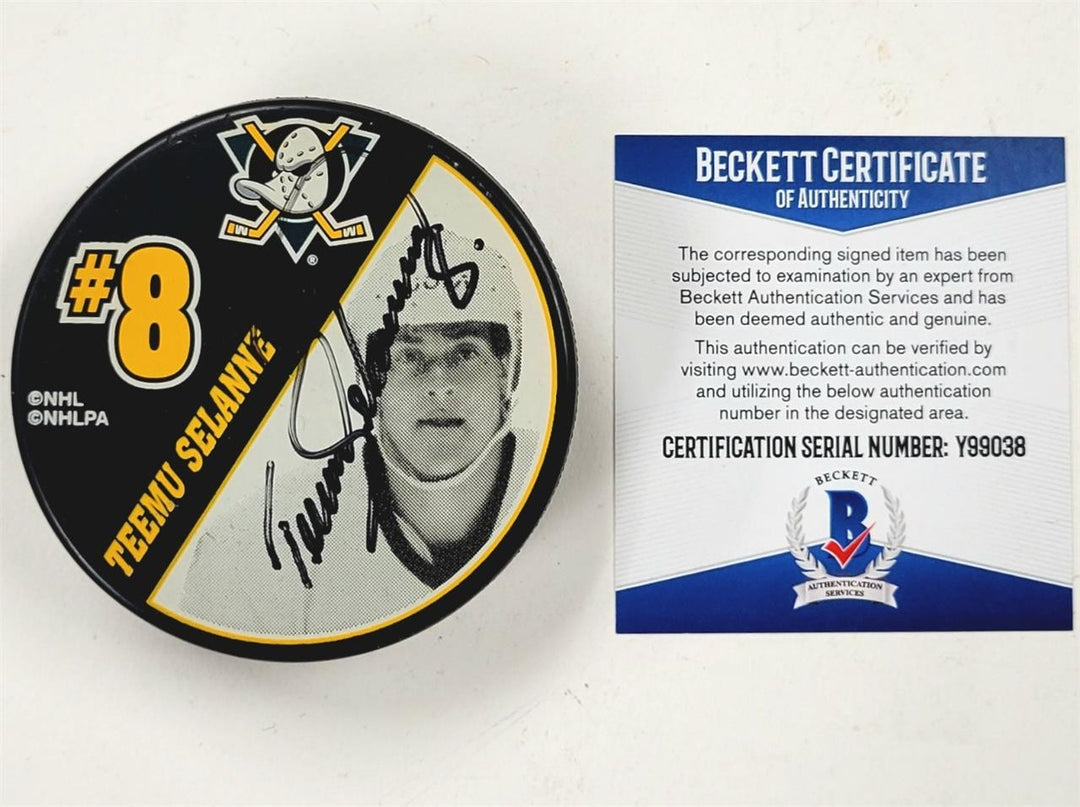 #8
®
©NHL
©NHLPA
TEEMU SELANNE
Teemu Selanne
BECKETT CERTIFICATE
OF AUTHENTICITY
The corresponding signed item has been
subjected to examination by an expert from
Beckett Authentication Services and has
been deemed authentic and genuine.
This authentication can be verified by
visiting www.beckett-authentication.com
and utilizing the below authentication
number in the designated area.
CERTIFICATION SERIAL NUMBER: Y99038
BECKETT
B
AUTHENTICATION
SERVICES